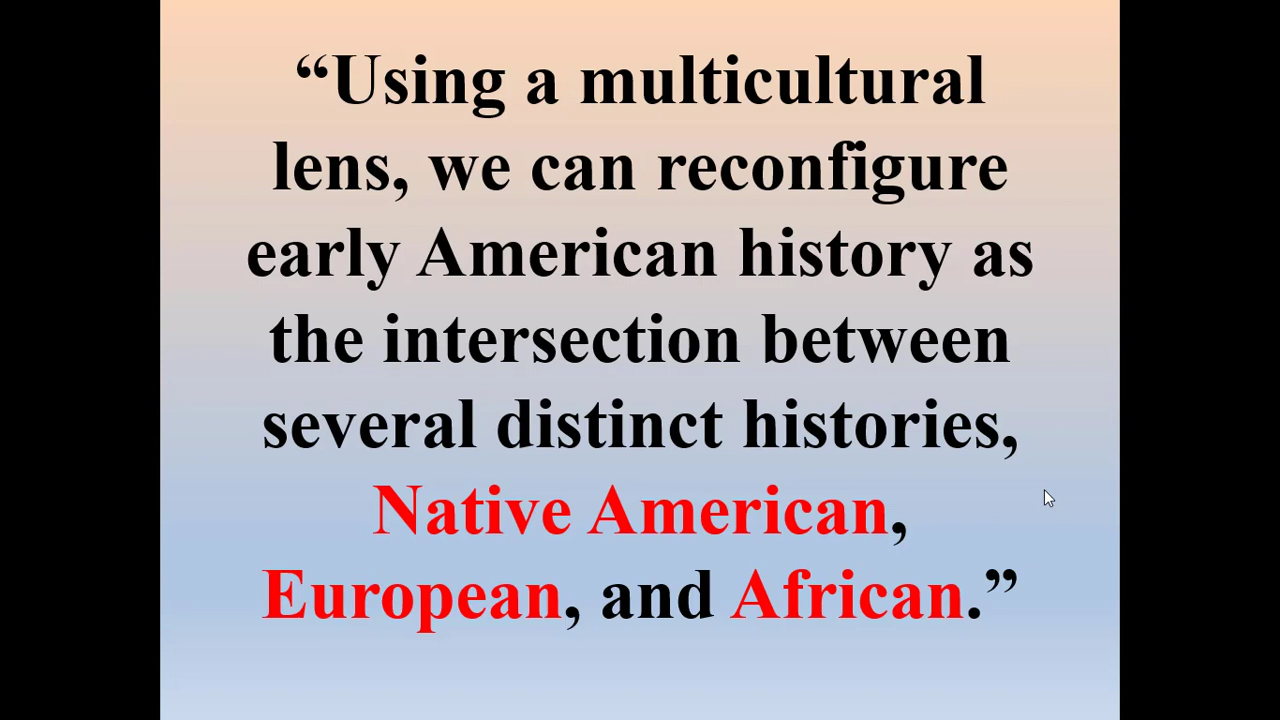 “Using a multicultural
lens, we can reconfigure
early American history as
the intersection between
several distinct histories,
Native American,
European, and African.”